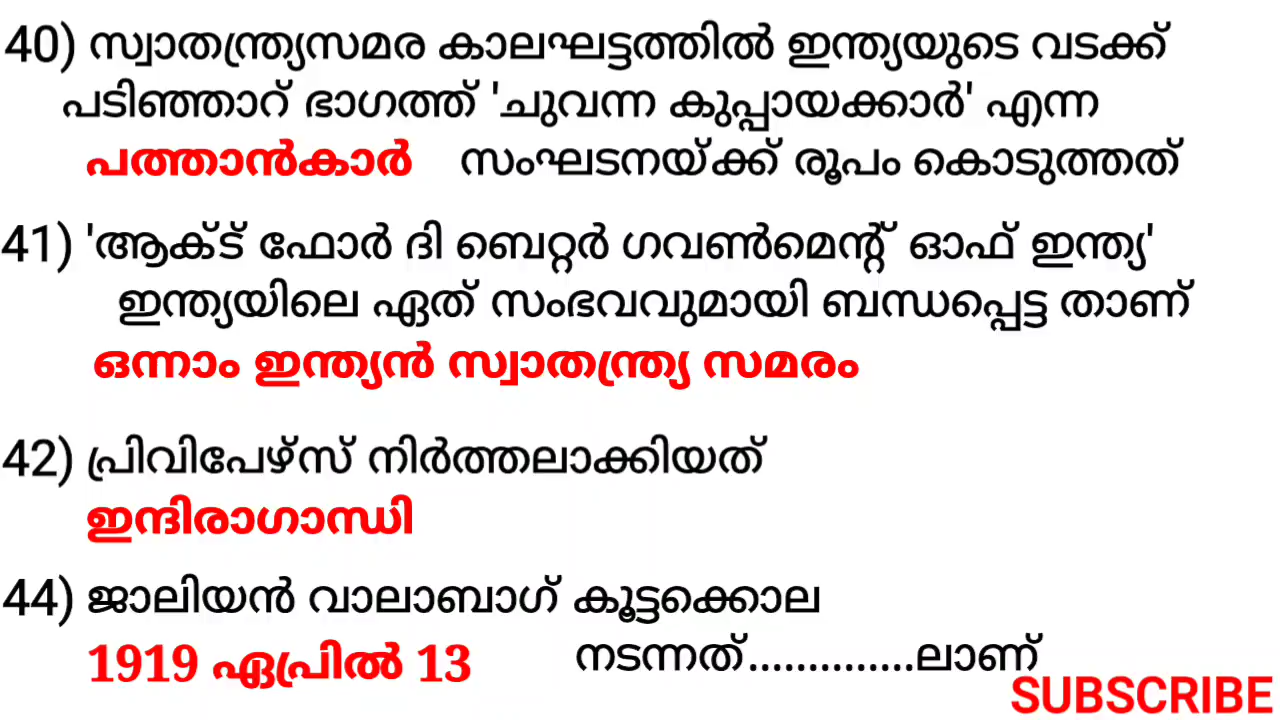 40) സ്വാതന്ത്ര്യസമര കാലഘട്ടത്തിൽ ഇന്ത്യയുടെ വടക്ക്
പടിഞ്ഞാറ് ഭാഗത്ത് 'ചുവന്ന കുപ്പായക്കാർ' എന്ന
പത്താൻകാർ സംഘടനയ്ക്ക് രൂപം കൊടുത്തത്
41) 'ആക്ട് ഫോർ ദി ബെറ്റർ ഗവൺമെന്റ് ഓഫ് ഇന്ത്യ'
ഇന്ത്യയിലെ ഏത് സംഭവവുമായി ബന്ധപ്പെട്ട താണ്
ഒന്നാം ഇന്ത്യൻ സ്വാതന്ത്ര്യ സമരം
42) പ്രിവിപേഴ്സ് നിർത്തലാക്കിയത്
ഇന്ദിരാഗാന്ധി
44) ജാലിയൻ വാലാബാഗ് കൂട്ടക്കൊല
1919 ഏപ്രിൽ 13 നടന്നത്..............ലാണ്
SUBSCRIBE